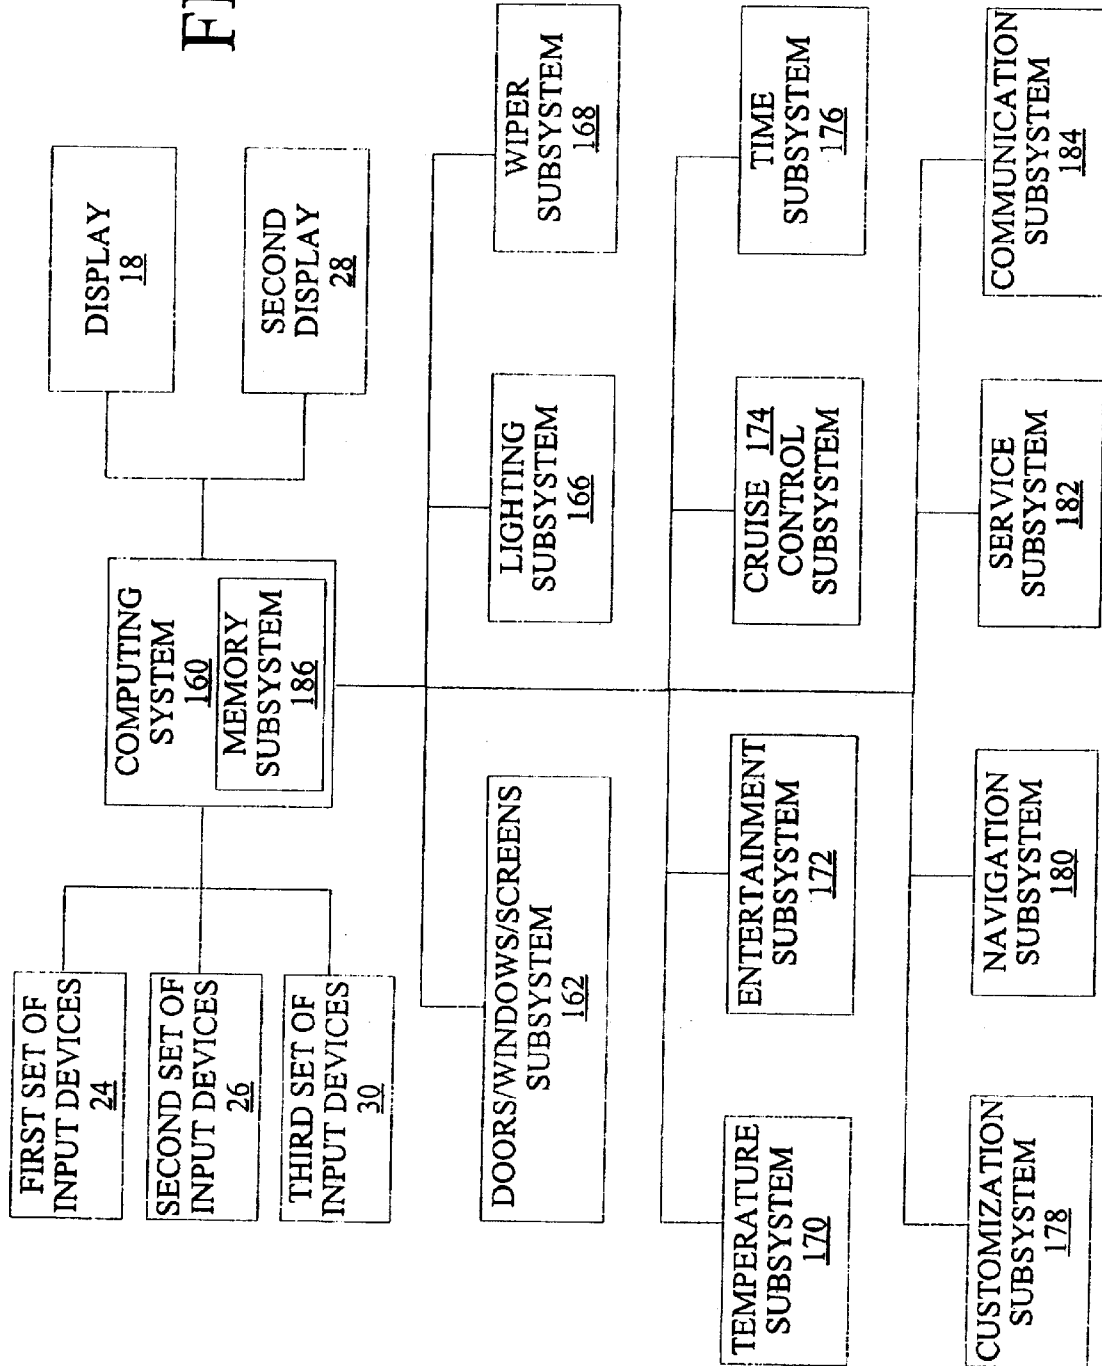 FI
FIRST SET OF
INPUT DEVICES
24
SECOND SET OF
INPUT DEVICES
26
THIRD SET OF
INPUT DEVICES
30
COMPUTING
SYSTEM
160
MEMORY
SUBSYSTEM
186
DISPLAY
18
SECOND
DISPLAY
28
DOORS/WINDOWS/SCREENS
SUBSYSTEM
162
LIGHTING
SUBSYSTEM
166
WIPER
SUBSYSTEM
168
TEMPERATURE
SUBSYSTEM
170
ENTERTAINMENT
SUBSYSTEM
172
CRUISE 174
CONTROL
SUBSYSTEM
TIME
SUBSYSTEM
176
CUSTOMIZATION
SUBSYSTEM
178
NAVIGATION
SUBSYSTEM
180
SERVICE
SUBSYSTEM
182
COMMUNICATION
SUBSYSTEM
184